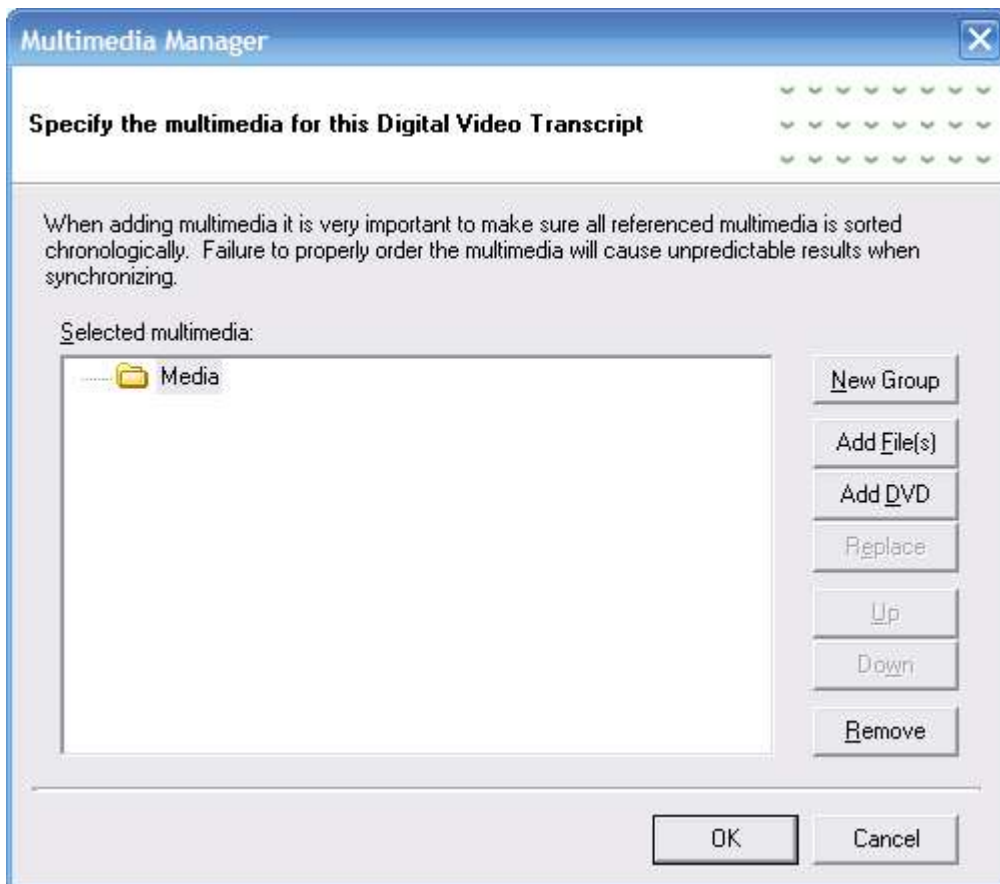 Multimedia Manager
Specify the multimedia for this Digital Video Transcript
When adding multimedia it is very important to make sure all referenced multimedia is sorted
chronologically. Failure to properly order the multimedia will cause unpredictable results when
synchronizing.
Selected multimedia:
Media
New Group
Add File(s)
Add DVD
Replace
Up
Down
Remove
OK
Cancel